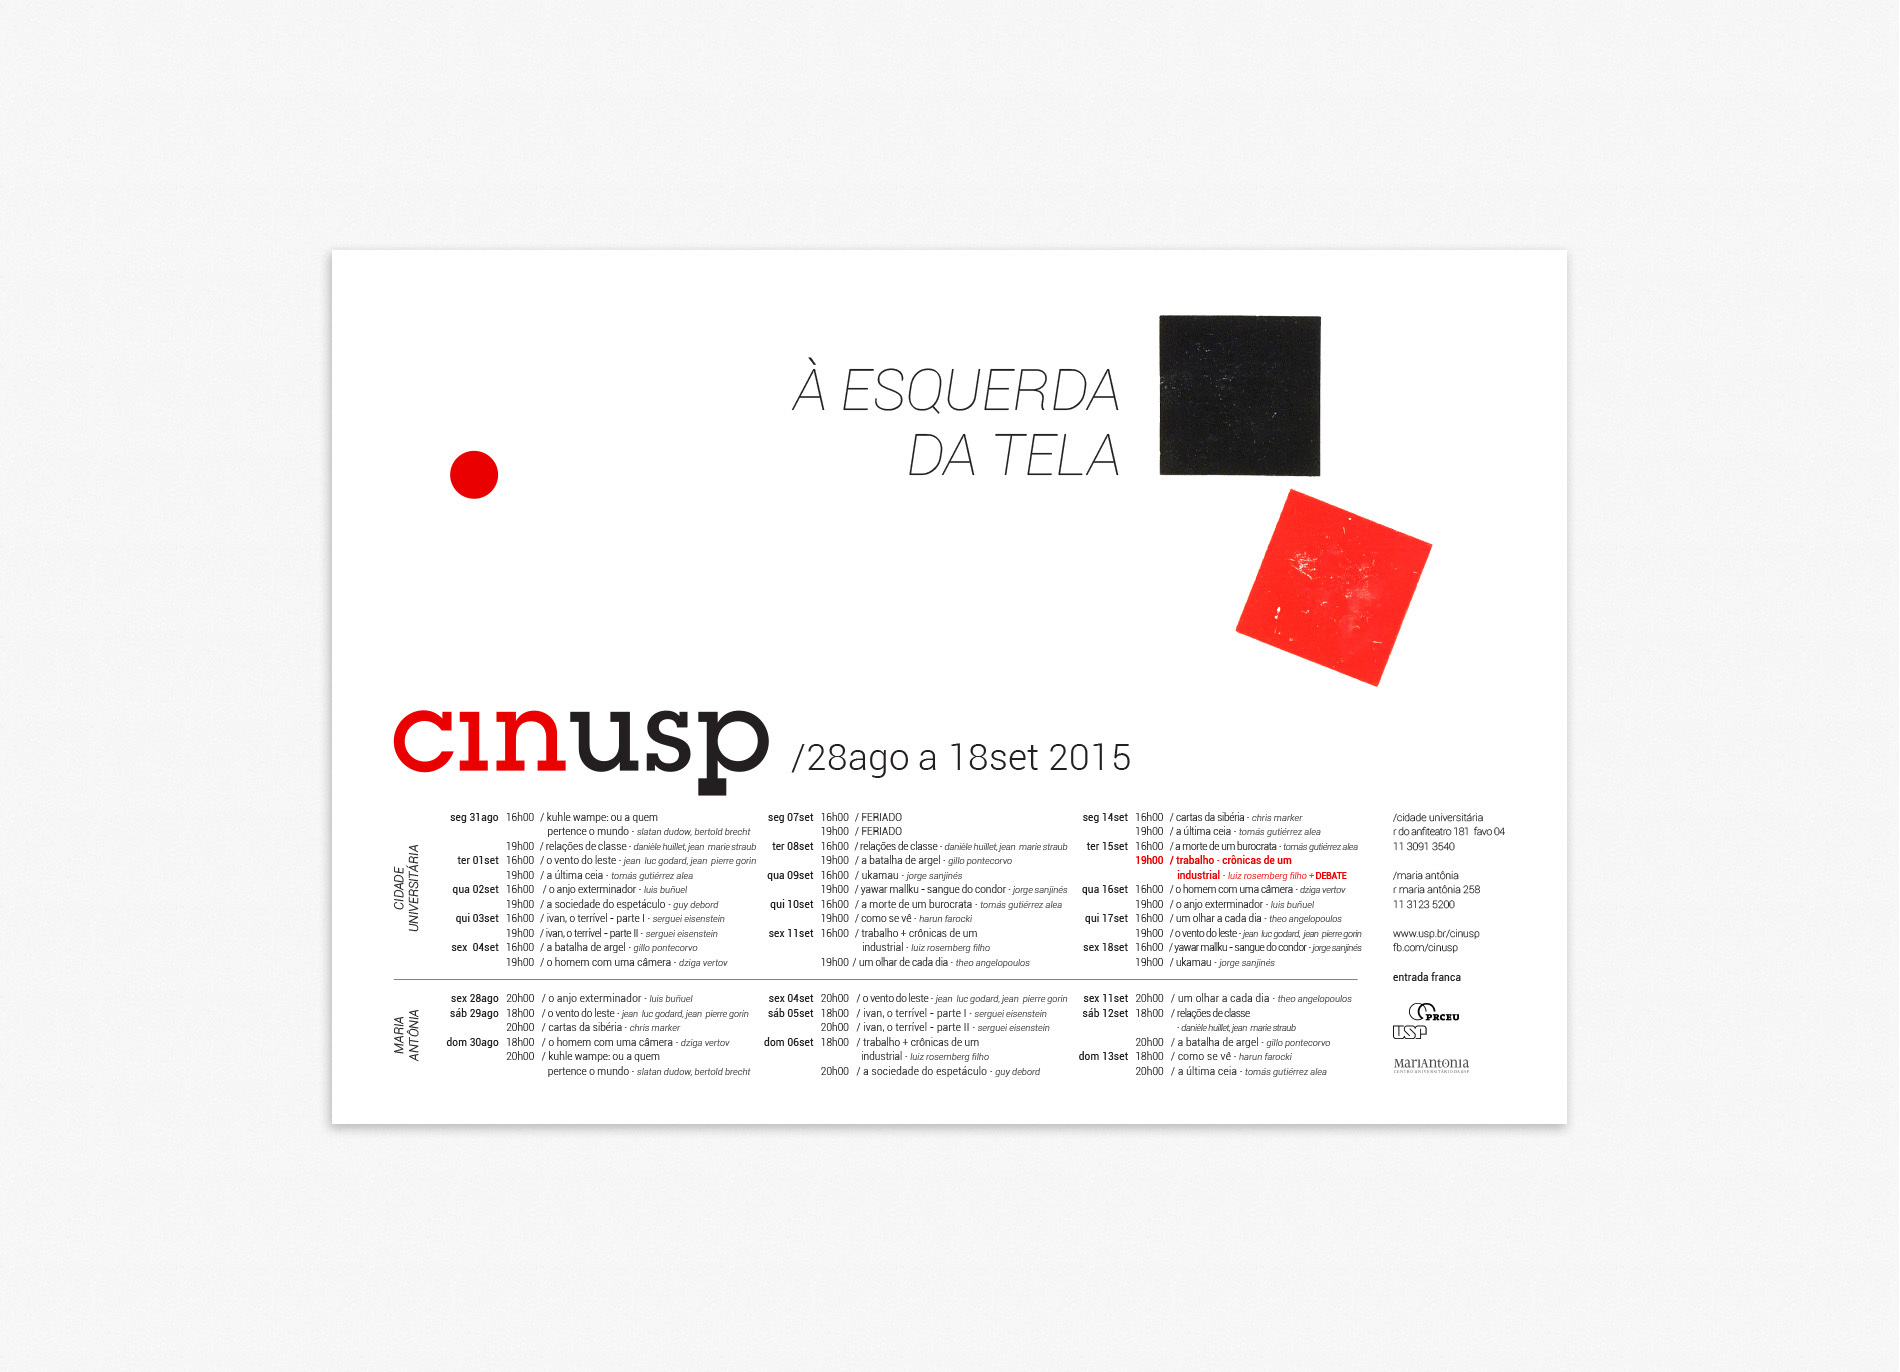 À ESQUERDA
DA TELA
cinusp /28ago a 18set 2015
CIDADE
UNIVERSITÁRIA
seg 31ago 16h00 / kuhle wampe: ou a quem
pertence o mundo - slatan dudow, bertold brecht
19h00 / relações de classe - danièle huillet, jean marie straub
ter 01set 16h00 / o vento do leste - jean luc godard, jean pierre gorin
19h00 / a última ceia - tomás gutiérrez alea
qua 02set 16h00 / o anjo exterminador - luis buñuel
19h00 / a sociedade do espetáculo - guy debord
qui 03set 16h00 / ivan, o terrível - parte I - serguei eisenstein
19h00 / ivan, o terrível - parte II - serguei eisenstein
sex 04set 16h00 / a batalha de argel - gillo pontecorvo
19h00 / o homem com uma câmera - dziga vertov
seg 07set 16h00 / FERIADO
19h00 / FERIADO
ter 08set 16h00 / relações de classe - danièle huillet, jean marie straub
19h00 / a batalha de argel - gillo pontecorvo
qua 09set 16h00 / ukamau - jorge sanjinés
19h00 / yawar mallku - sangue do condor - jorge sanjinés
qui 10set 16h00 / a morte de um burocrata - tomás gutiérrez alea
19h00 / como se vê - harun farocki
sex 11set 16h00 / trabalho + crônicas de um
industrial - luiz rosemberg filho
19h00 / um olhar de cada dia - theo angelopoulos
seg 14set 16h00 / cartas da sibéria - chris marker
19h00 / a última ceia - tomás gutiérrez alea
ter 15set 16h00 / a morte de um burocrata - tomás gutiérrez alea
19h00 / trabalho - crônicas de um
industrial - luiz rosemberg filho + DEBATE
qua 16set 16h00 / o homem com uma câmera - dziga vertov
19h00 / o anjo exterminador - luis buñuel
qui 17set 16h00 / um olhar a cada dia - theo angelopoulos
19h00 / o vento do leste - jean luc godard, jean pierre gorin
sex 18set 16h00 / yawar mallku - sangue do condor - jorge sanjinés
19h00 / ukamau - jorge sanjinés
/cidade universitária
r do anfiteatro 181 favo 04
11 3091 3540
/maria antônia
r maria antônia 258
11 3123 5200
www.usp.br/cinusp
fb.com/cinusp
entrada franca
MARIA
ANTÔNIA
sex 28ago 20h00 / o anjo exterminador - luis buñuel
sáb 29ago 18h00 / o vento do leste - jean luc godard, jean pierre gorin
20h00 / cartas da sibéria - chris marker
dom 30ago 18h00 / o homem com uma câmera - dziga vertov
20h00 / kuhle wampe: ou a quem
pertence o mundo - slatan dudow, bertold brecht
sex 04set 20h00 / o vento do leste - jean luc godard, jean pierre gorin
sáb 05set 18h00 / ivan, o terrível - parte I - serguei eisenstein
20h00 / ivan, o terrível - parte II - serguei eisenstein
dom 06set 18h00 / trabalho + crônicas de um
industrial - luiz rosemberg filho
20h00 / a sociedade do espetáculo - guy debord
sex 11set 20h00 / um olhar a cada dia - theo angelopoulos
sáb 12set 18h00 / relações de classe
- danièle huillet, jean marie straub
20h00 / a batalha de argel - gillo pontecorvo
dom 13set 18h00 / como se vê - harun farocki
20h00 / a última ceia - tomás gutiérrez alea
PRCEU
USP
MARIANTONIA
CENTRO UNIVERSITÁRIO DA USP